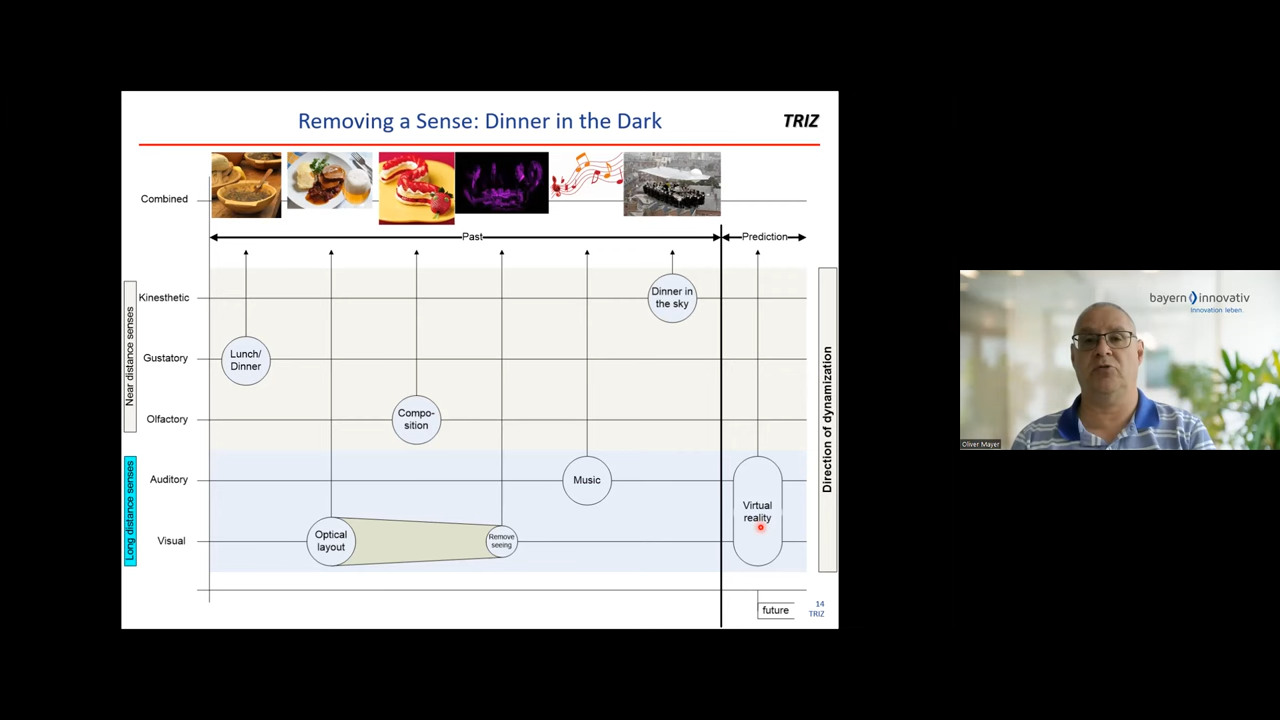 Removing a Sense: Dinner in the Dark
TRIZ
Combined
Past
Prediction
Kinesthetic
Dinner in
the sky
Near distance senses
Gustatory
Lunch/
Dinner
Olfactory
Compo-
sition
Direction of dynamization
Long distance senses
Auditory
Music
Virtual
reality
Visual
Optical
layout
Remove
seeing
future
14
TRIZ
bayern innovativ
Innovation leben.
Oliver Mayer